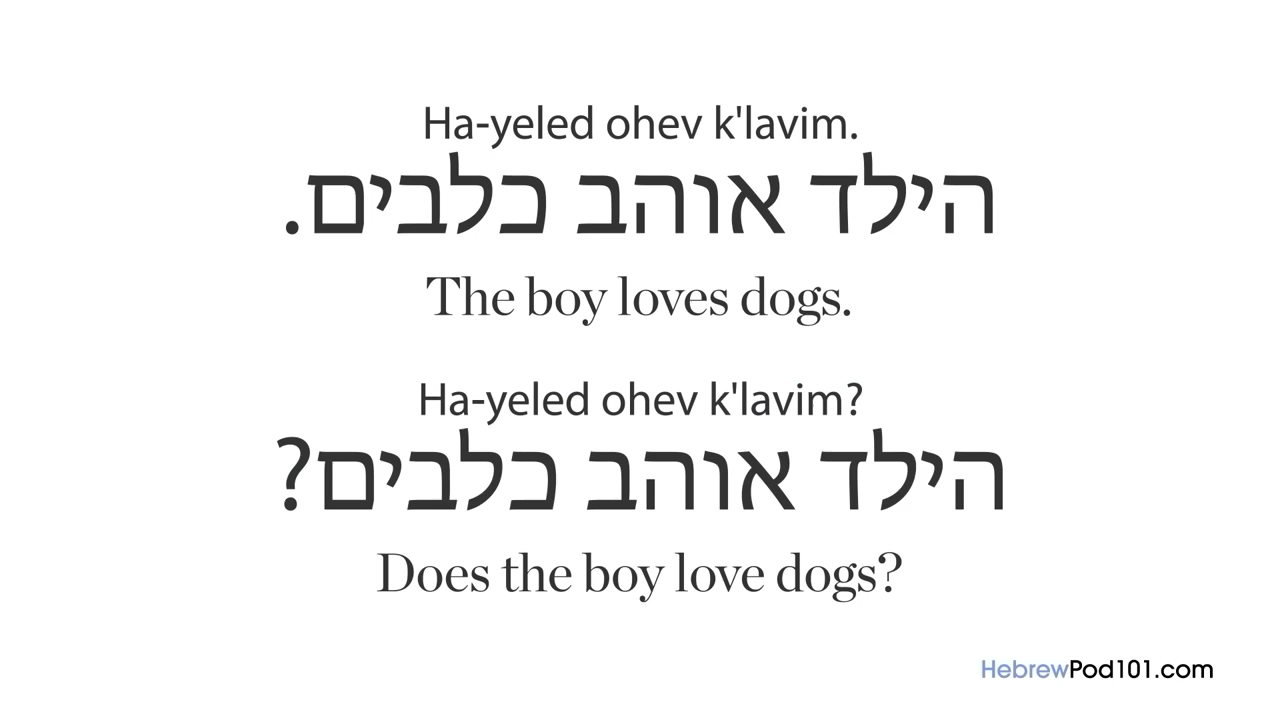 Ha-yeled ohev k'lavim.
הילד אוהב כלבים.
The boy loves dogs.
Ha-yeled ohev k'lavim?
הילד אוהב כלבים?
Does the boy love dogs?
HebrewPod101.com